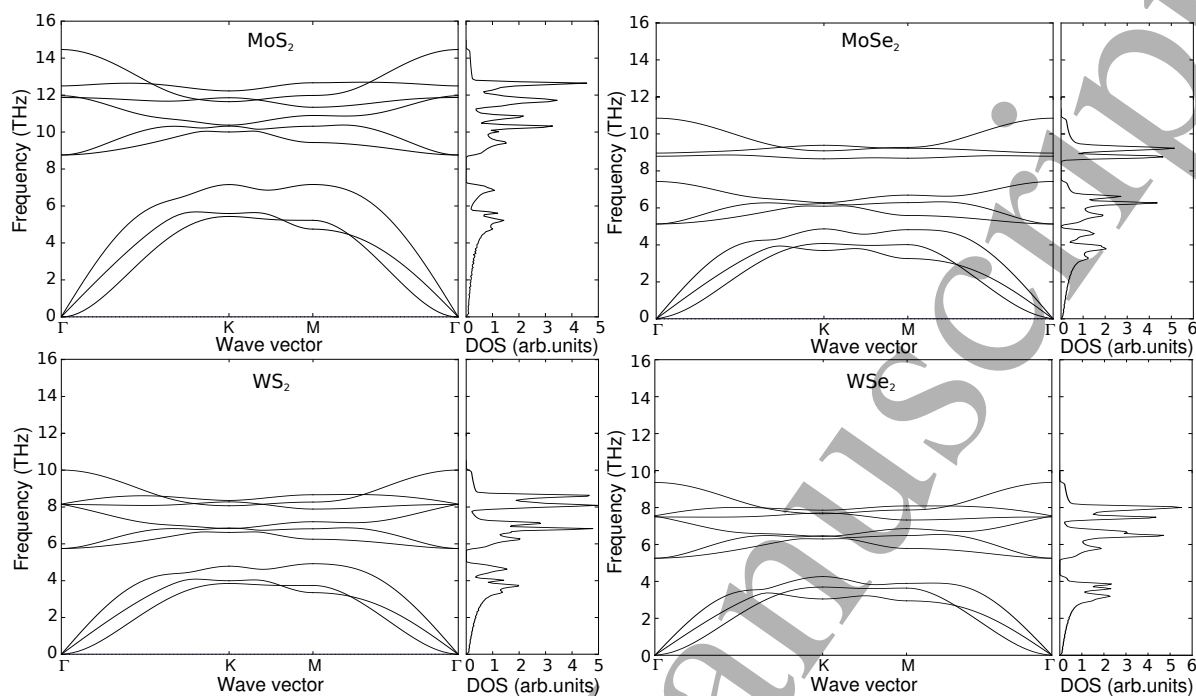 MoS2
Frequency (THz)
16
14
12
10
8
6
4
2
0
Γ
K
M
Γ
Wave vector
0 1 2 3 4 5
DOS (arb.units)
MoSe2
Frequency (THz)
16
14
12
10
8
6
4
2
0
Γ
K
M
Γ
Wave vector
0 1 2 3 4 5 6
DOS (arb.units)
WS2
Frequency (THz)
16
14
12
10
8
6
4
2
0
Γ
K
M
Γ
Wave vector
0 1 2 3 4 5
DOS (arb.units)
WSe2
Frequency (THz)
16
14
12
10
8
6
4
2
0
Γ
K
M
Γ
Wave vector
0 1 2 3 4 5 6
DOS (arb.units)
anuscrip